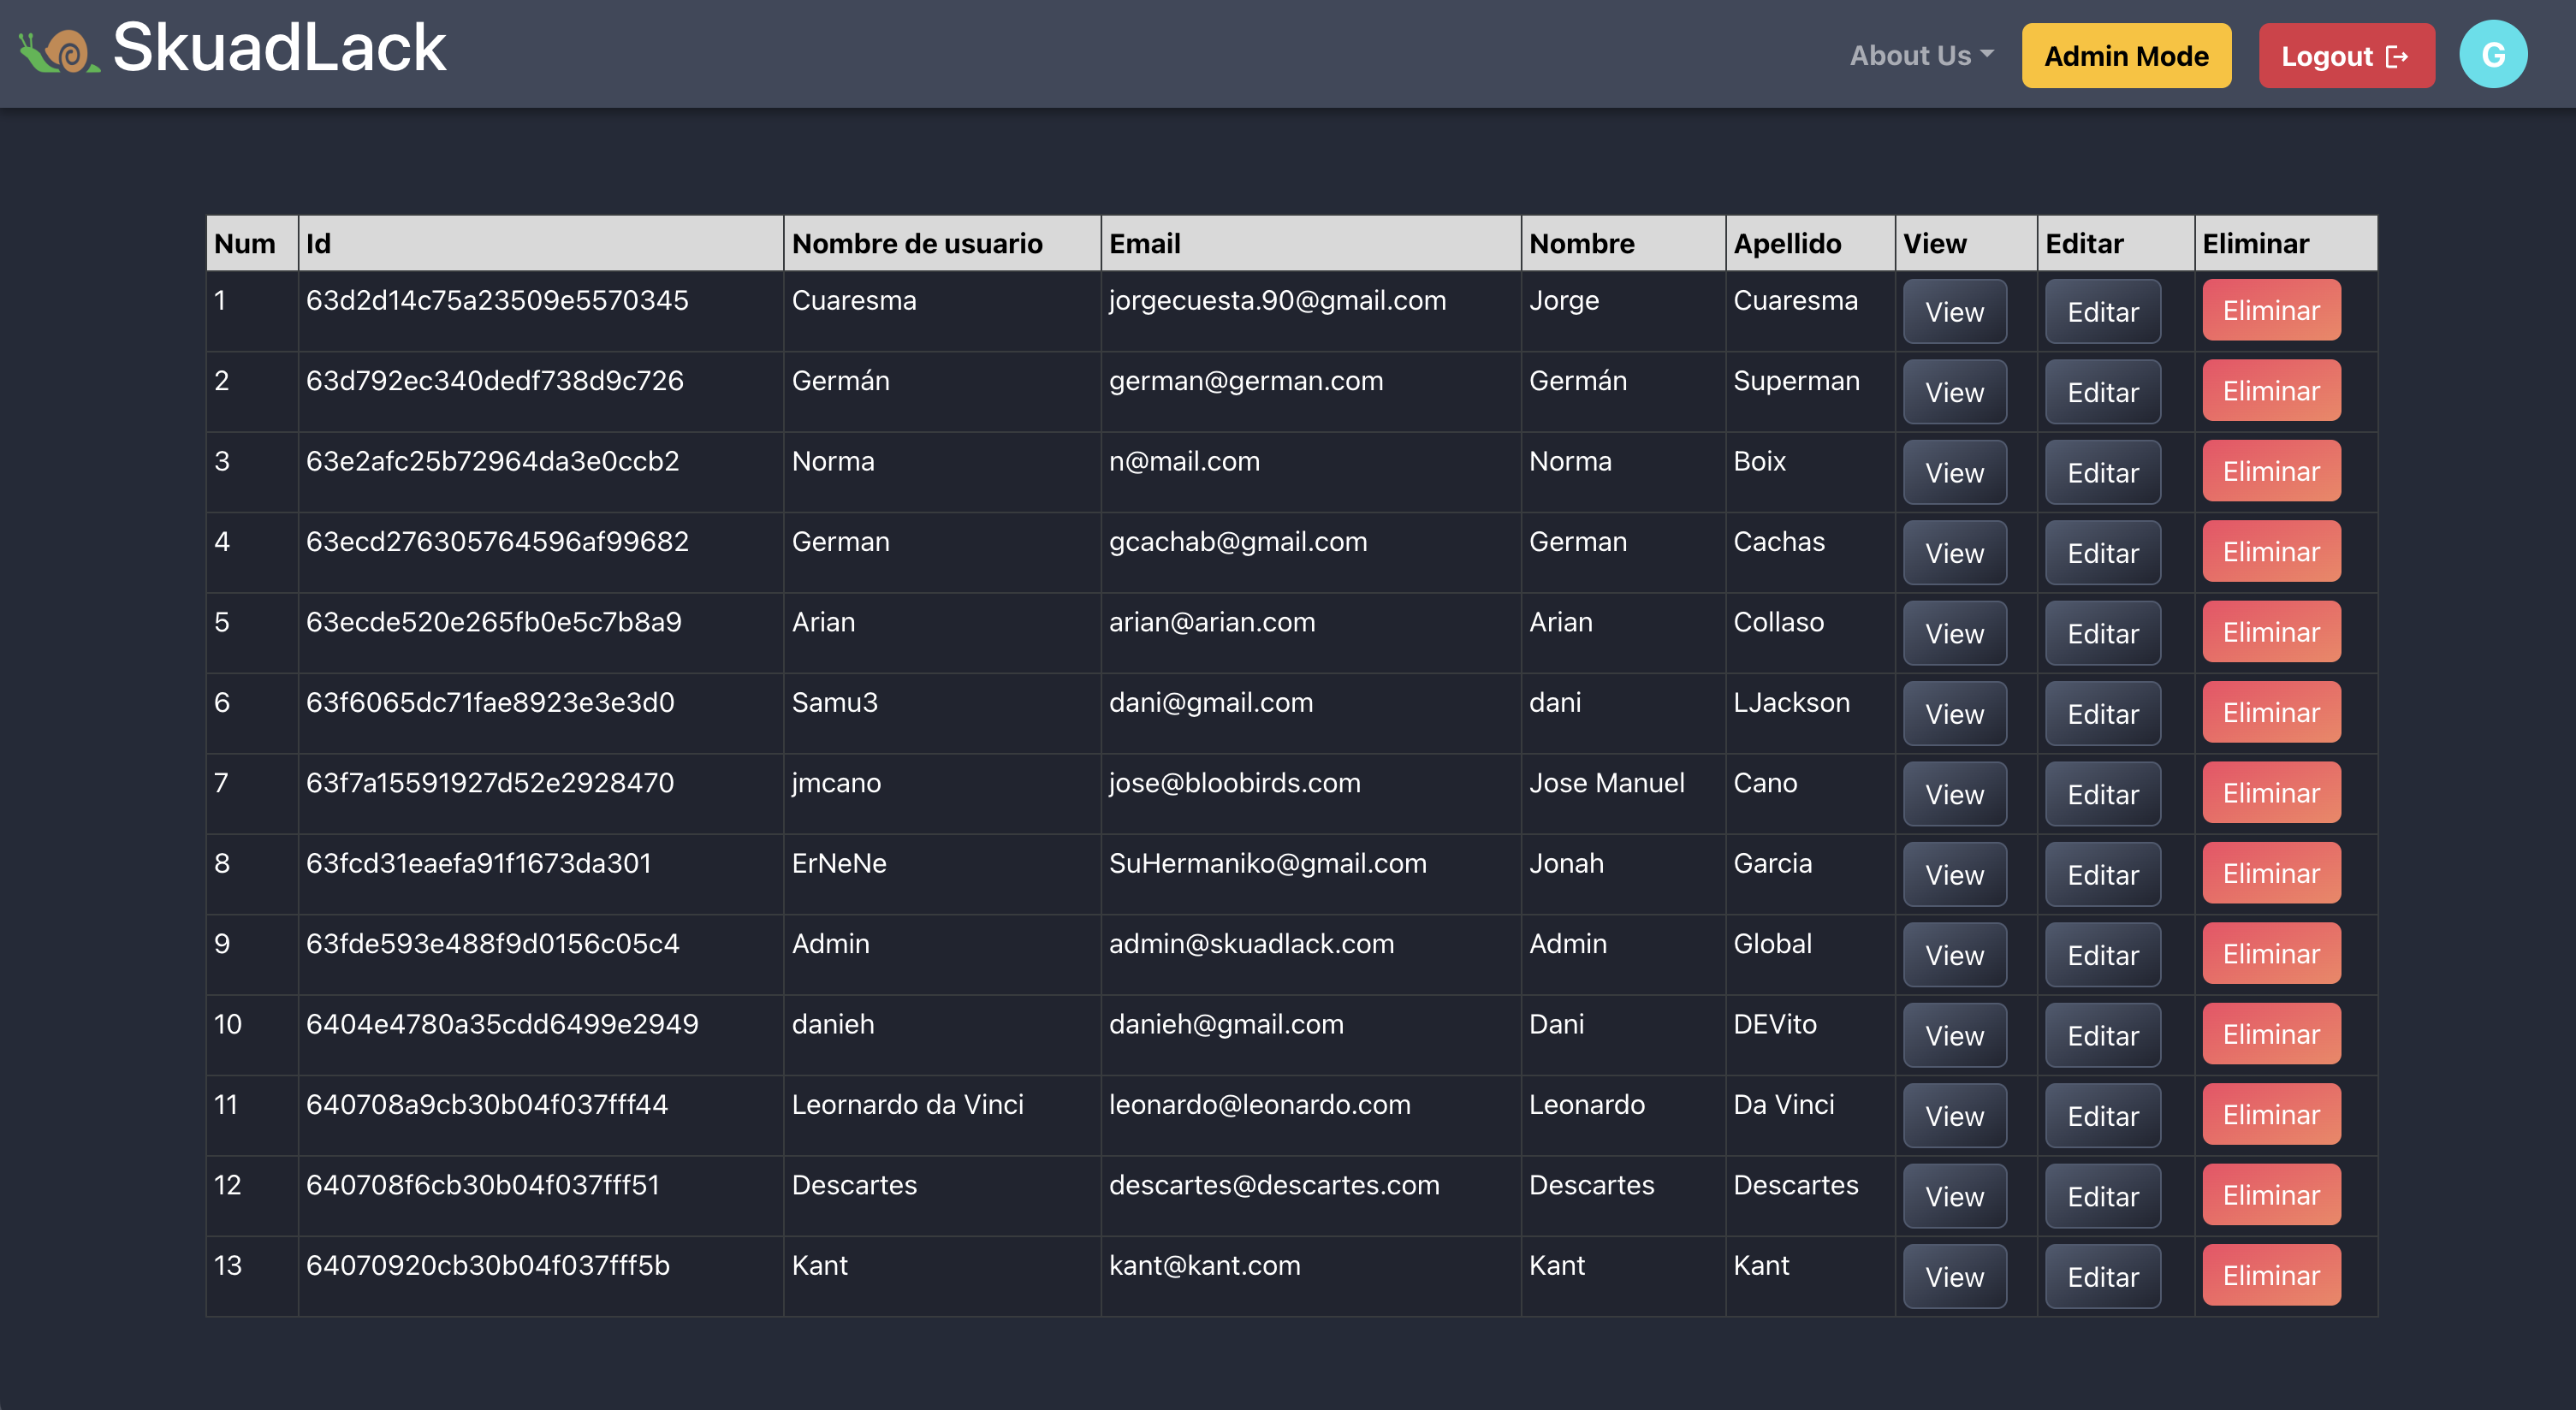 SkuadLack
About Us Admin Mode Logout G
Num Id Nombre de usuario Email Nombre Apellido View Editar Eliminar
1 63d2d14c75a23509e5570345 Cuaresma jorgecuesta.90@gmail.com Jorge Cuaresma View Editar Eliminar
2 63d792ec340dedf738d9c726 Germán german@german.com Germán Superman View Editar Eliminar
3 63e2afc25b72964da3e0ccb2 Norma n@mail.com Norma Boix View Editar Eliminar
4 63ecd276305764596af99682 German gcachab@gmail.com German Cachas View Editar Eliminar
5 63ecde520e265fb0e5c7b8a9 Arian arian@arian.com Arian Collaso View Editar Eliminar
6 63f6065dc71fae8923e3e3d0 Samu3 dani@gmail.com dani LJackson View Editar Eliminar
7 63f7a15591927d52e2928470 jmcano jose@bloobirds.com Jose Manuel Cano View Editar Eliminar
8 63fcd31eaefa91f1673da301 ErNeNe SuHermaniko@gmail.com Jonah Garcia View Editar Eliminar
9 63fde593e488f9d0156c05c4 Admin admin@skuadlack.com Admin Global View Editar Eliminar
10 6404e4780a35cdd6499e2949 danieh danieh@gmail.com Dani DEVito View Editar Eliminar
11 640708a9cb30b04f037fff44 Leornardo da Vinci leonardo@leonardo.com Leonardo Da Vinci View Editar Eliminar
12 640708f6cb30b04f037fff51 Descartes descartes@descartes.com Descartes Descartes View Editar Eliminar
13 64070920cb30b04f037fff5b Kant kant@kant.com Kant Kant View Editar Eliminar